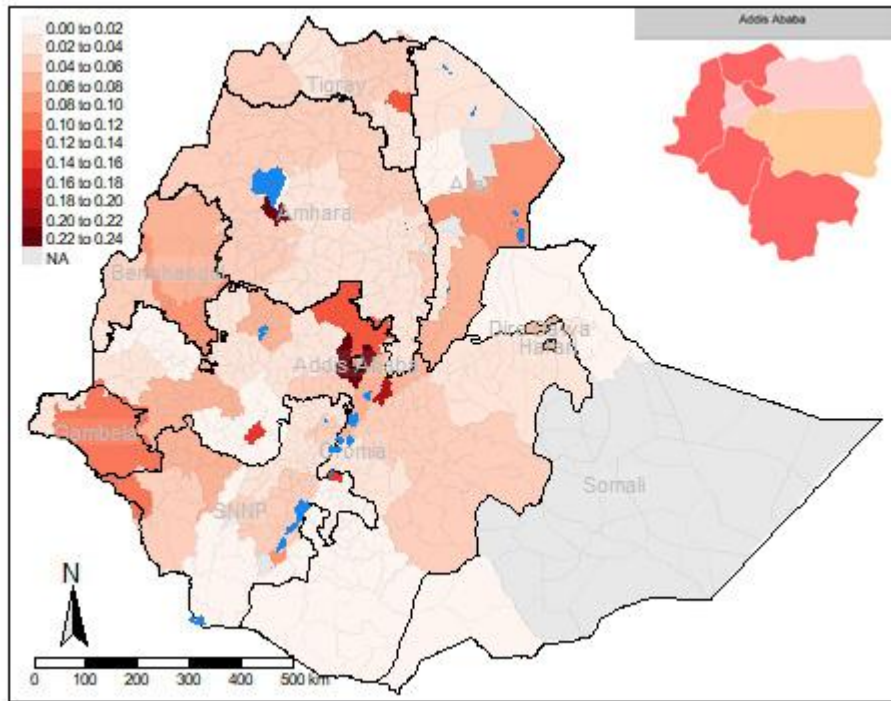 Addis Ababa
0.00 to 0.02
0.02 to 0.04
0.04 to 0.06
0.06 to 0.08
0.08 to 0.10
0.10 to 0.12
0.12 to 0.14
0.14 to 0.16
0.16 to 0.18
0.18 to 0.20
0.20 to 0.22
0.22 to 0.24
NA
Tigray
Afar
Amhara
Dire Dawa
Harari
Addis Ababa
Gambela
Oromia
Somali
SNNP
N
0 100 200 300 400 500 km